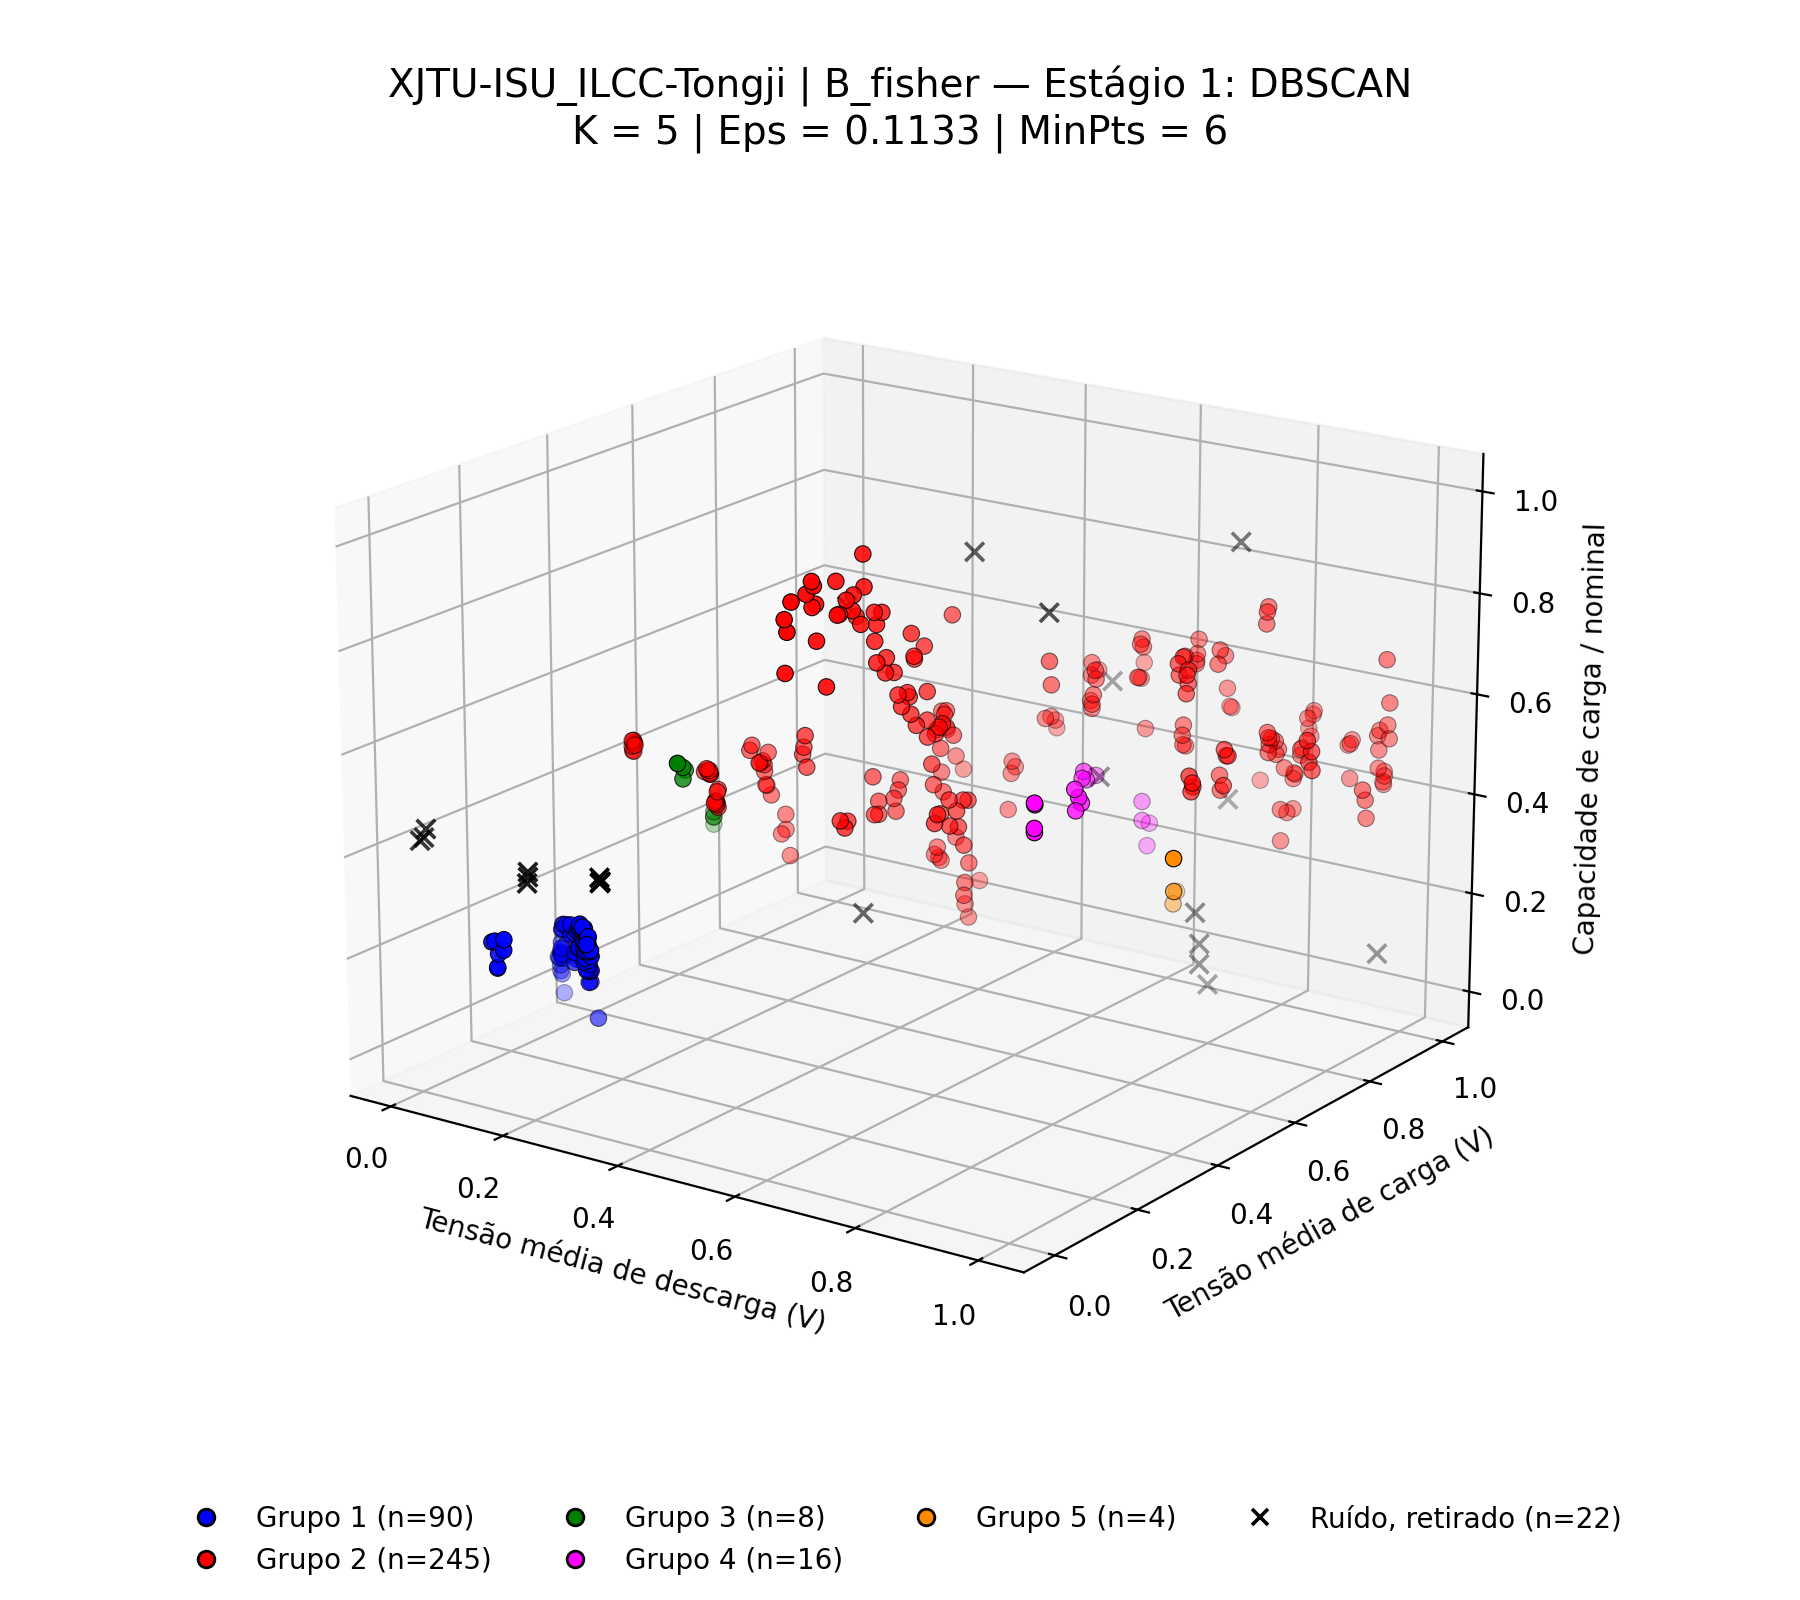 XJTU-ISU_ILCC-Tongji | B_fisher — Estágio 1: DBSCAN
K = 5 | Eps = 0.1133 | MinPts = 6
1.0
0.8
0.6
0.4
0.2
0.0
Capacidade de carga / nominal
0.0
0.2
0.4
0.6
0.8
1.0
Tensão média de descarga (V)
0.0
0.2
0.4
0.6
0.8
1.0
Tensão média de carga (V)
Grupo 1 (n=90)
Grupo 2 (n=245)
Grupo 3 (n=8)
Grupo 4 (n=16)
Grupo 5 (n=4)
Ruído, retirado (n=22)